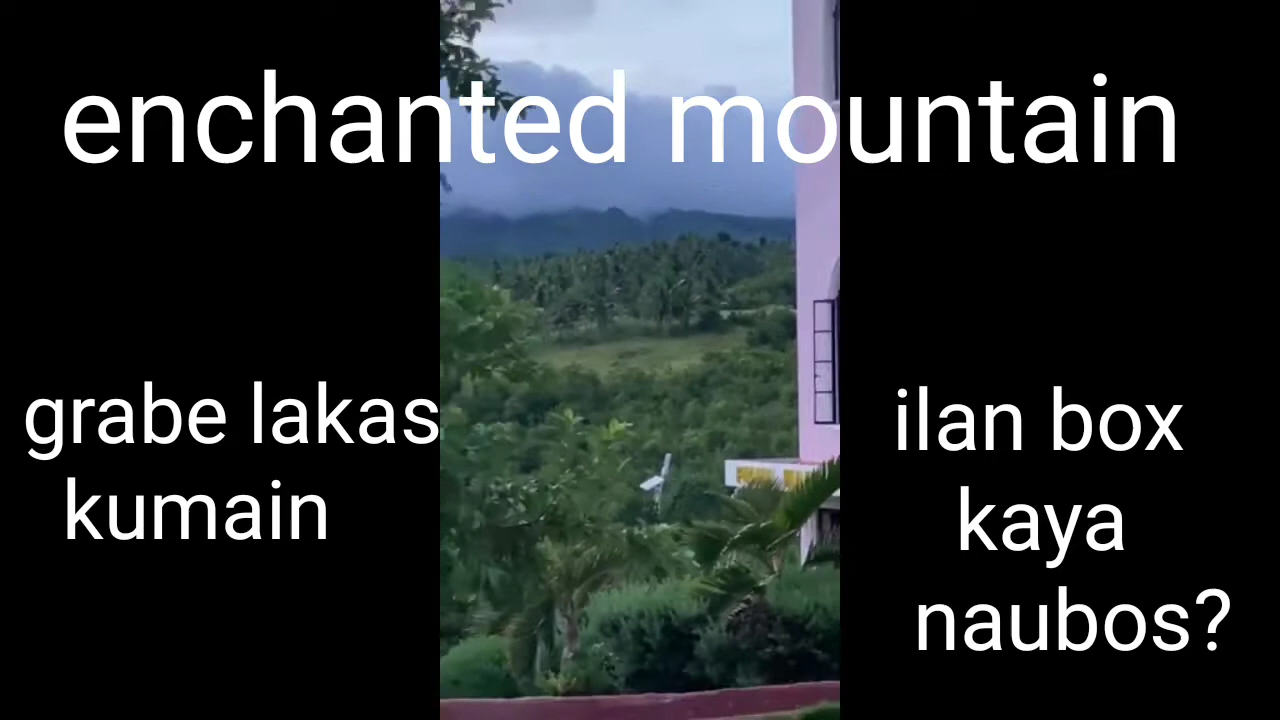 enchanted mountain
grabe lakas
kumain
ilan box
kaya
naubos?